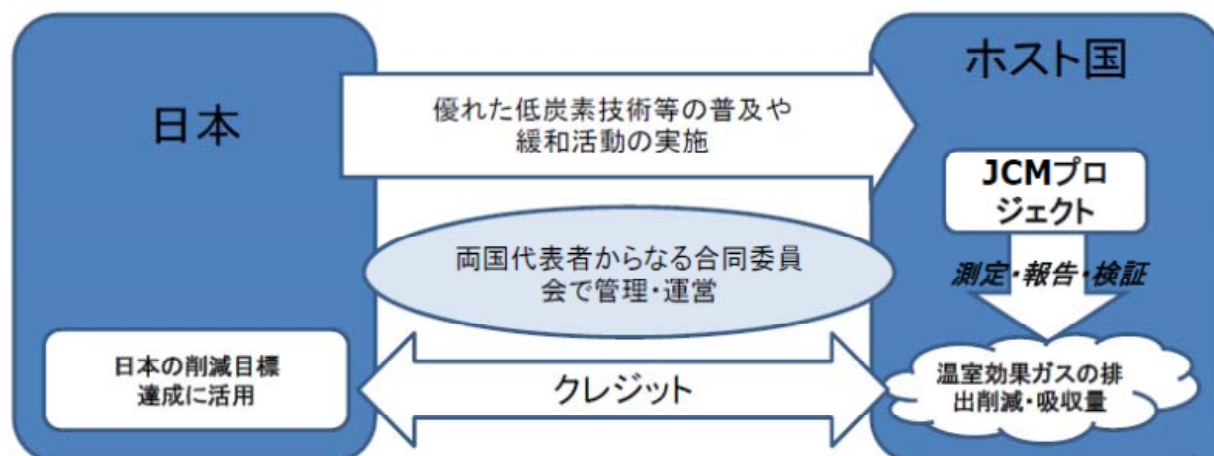 日本
優れた低炭素技術等の普及や
緩和活動の実施
ホスト国
JCMプロ
ジェクト
測定・報告・検証
両国代表者からなる合同委員
会で管理・運営
日本の削減目標
達成に活用
クレジット
温室効果ガスの排
出削減・吸収量